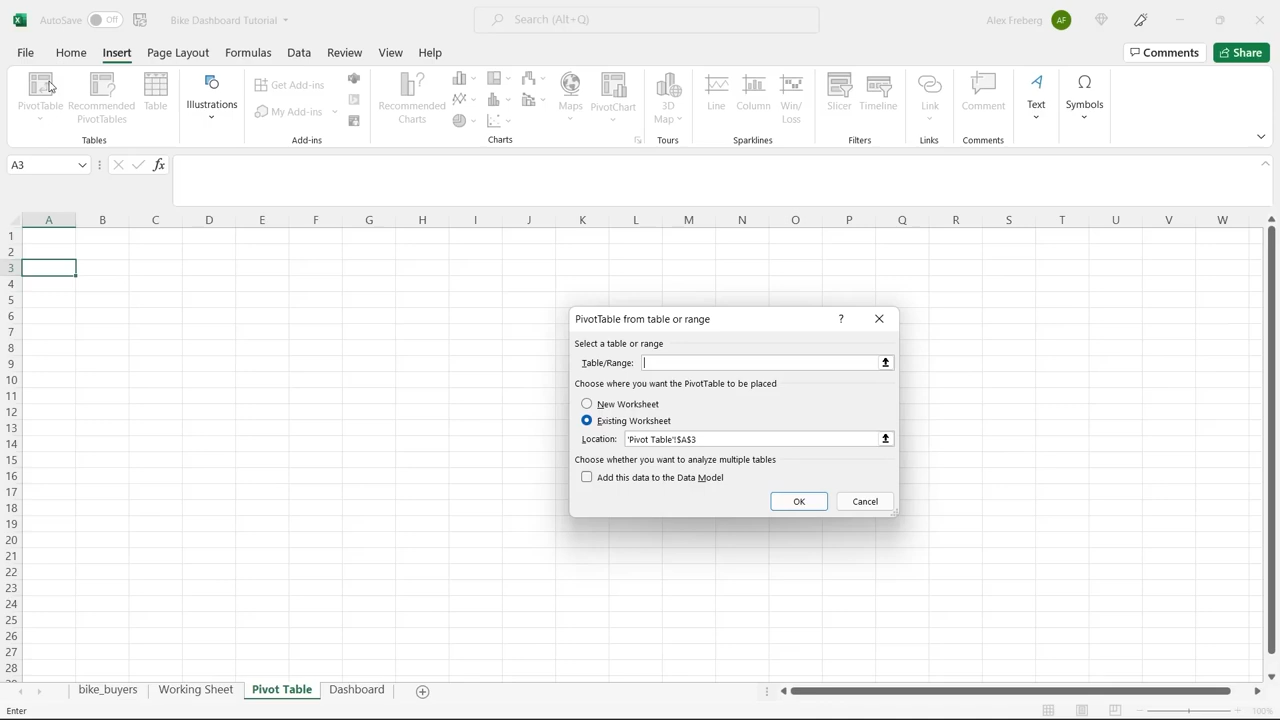 AutoSave Off Bike Dashboard Tutorial Search (Alt+Q) Alex Freberg AF
File Home Insert Page Layout Formulas Data Review View Help Comments Share
PivotTable Recommended PivotTables Table Illustrations Get Add-ins My Add-ins Recommended Charts Maps PivotChart 3D Map Line Column Win/Loss Slicer Timeline Link Comment Text Symbols
Tables Add-ins Charts Tours Sparklines Filters Links Comments
A3 fx
A B C D E F G H I J K L M N O P Q R S T U V W
1
2
3
4
5
6
7
8
9
10
11
12
13
14
15
16
17
18
19
20
21
22
23
24
25
26
27
28
PivotTable from table or range ?
Select a table or range
Table/Range:
Choose where you want the PivotTable to be placed
New Worksheet
Existing Worksheet
Location: 'Pivot Table'!$A$3
Choose whether you want to analyze multiple tables
Add this data to the Data Model
OK Cancel
bike_buyers Working Sheet Pivot Table Dashboard
Enter 100%